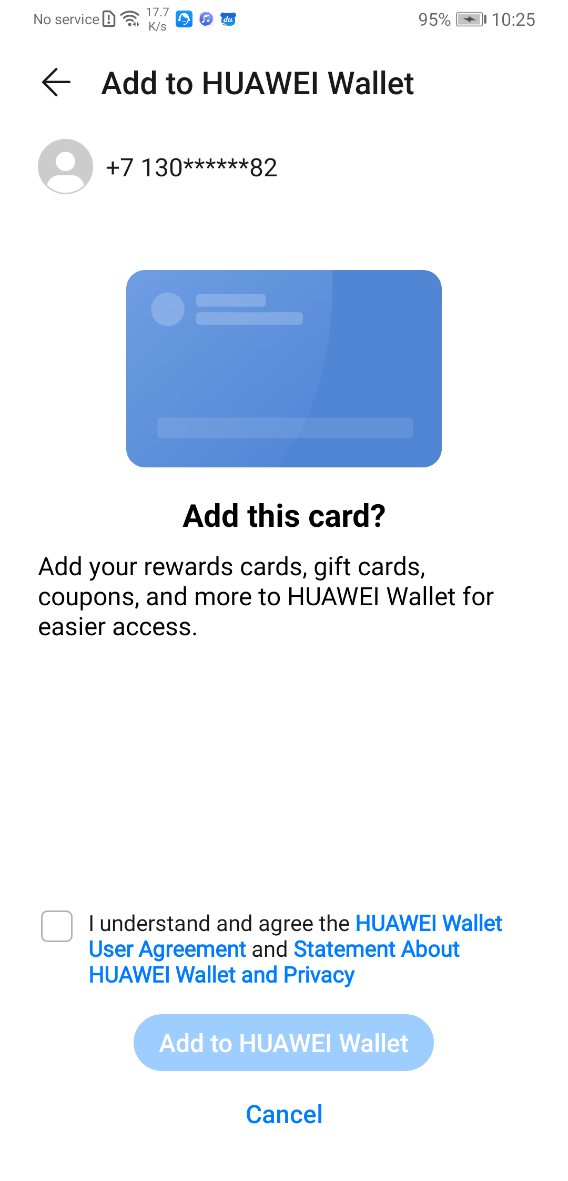 No service 17.7 K/s du 95% 10:25
Add to HUAWEI Wallet
+7 130******82
Add this card?
Add your rewards cards, gift cards,
coupons, and more to HUAWEI Wallet for
easier access.
I understand and agree the HUAWEI Wallet
User Agreement and Statement About
HUAWEI Wallet and Privacy
Add to HUAWEI Wallet
Cancel